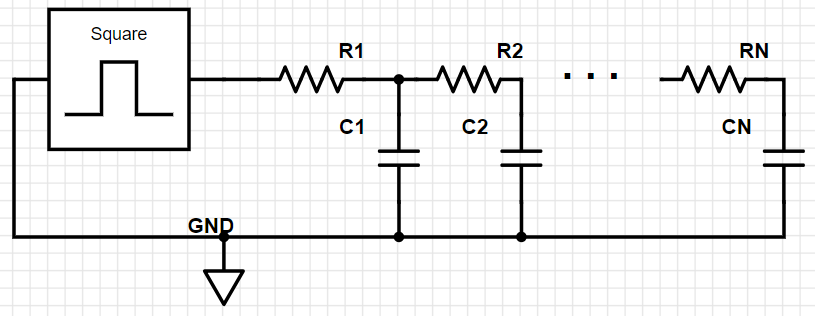 Square
R1
R2
. . .
RN
C1
C2
CN
GND